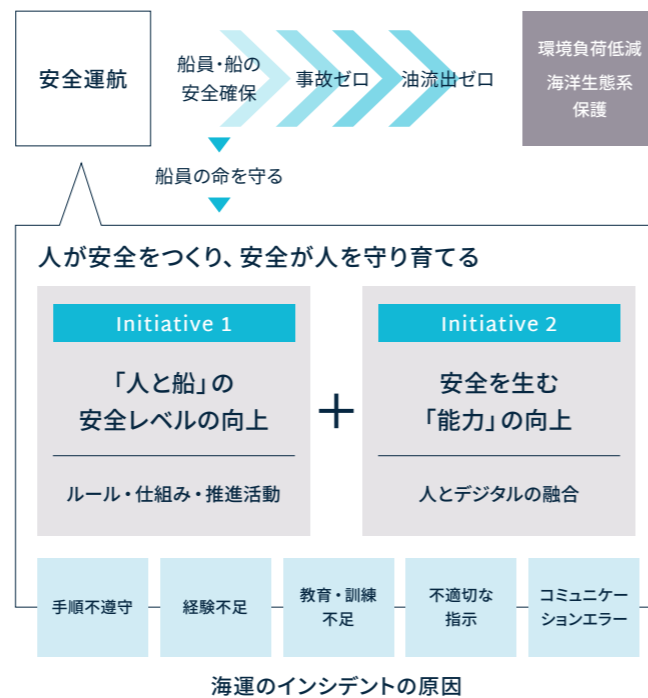 安全運航
船員・船の
安全確保
事故ゼロ
油流出ゼロ
環境負荷低減
海洋生態系
保護
船員の命を守る
人が安全をつくり、安全が人を守り育てる
Initiative 1
「人と船」の
安全レベルの向上
ルール・仕組み・推進活動
+
Initiative 2
安全を生む
「能力」の向上
人とデジタルの融合
手順不遵守
経験不足
教育・訓練
不足
不適切な
指示
コミュニケー
ションエラー
海運のインシデントの原因